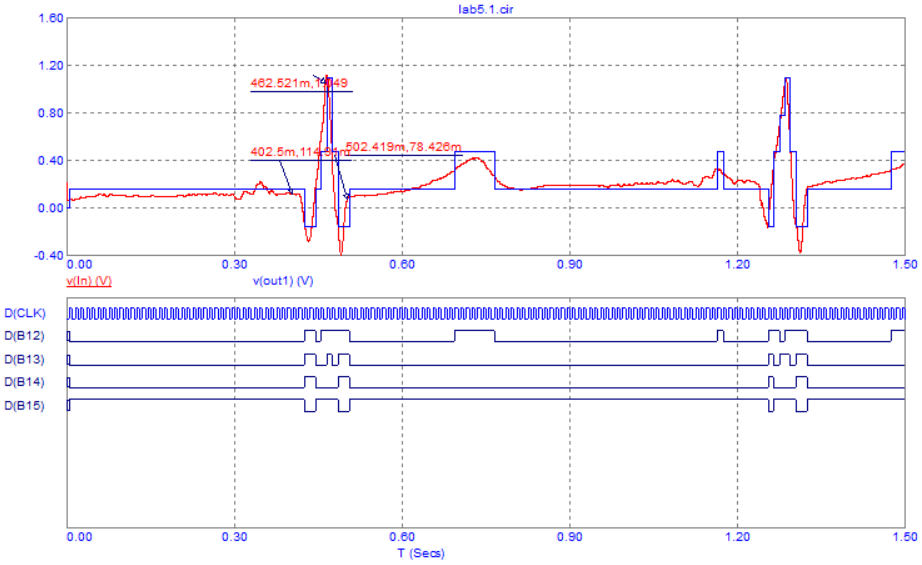 lab5.1.cir
1.60
1.20
0.80
0.40
0.00
-0.40
462.521m,1
49
402.5m,114.
502.419m,78.426m
0.00 0.30 0.60 0.90 1.20 1.50
v(In) (V) v(out1) (V)
D(CLK)
D(B12)
D(B13)
D(B14)
D(B15)
0.00 0.30 0.60 0.90 1.20 1.50
T (Secs)